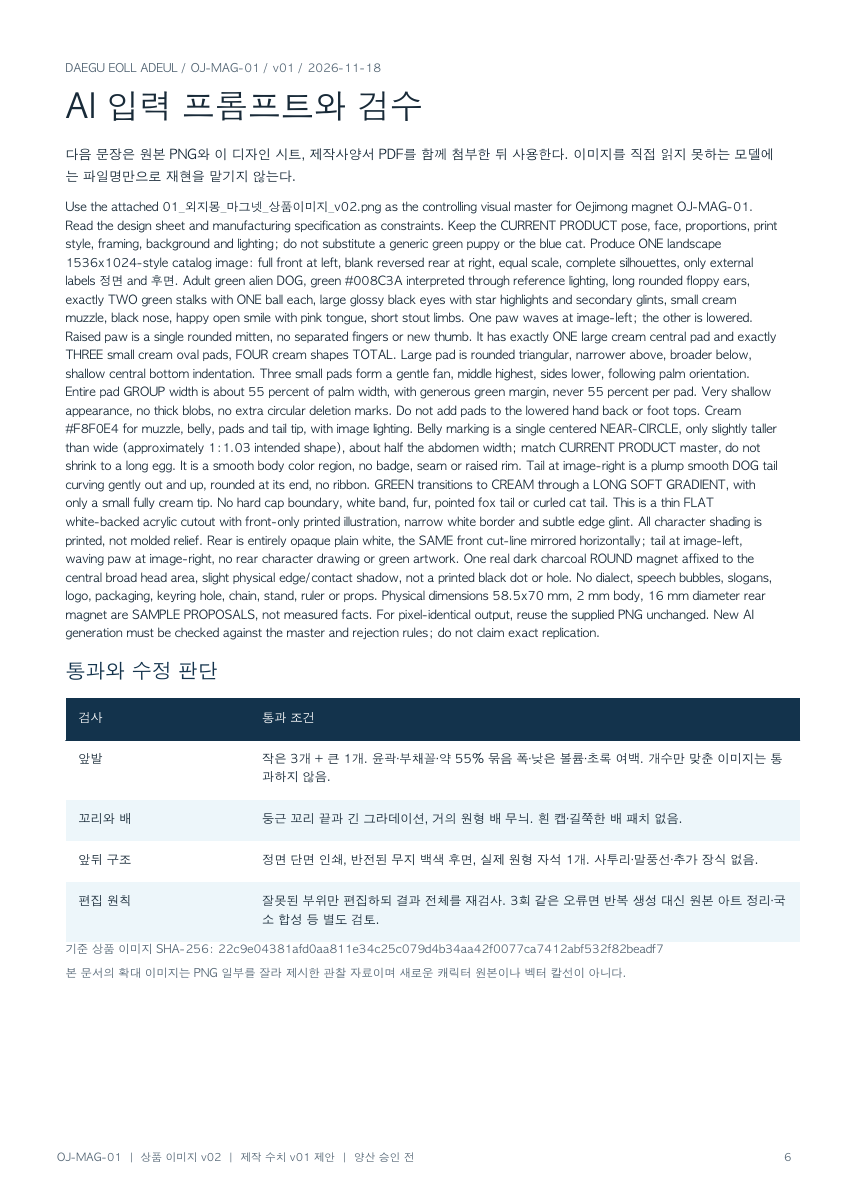 DAEGU EOLL ADEUL / OJ-MAG-01 / v01 / 2026-11-18
AI 입력 프롬프트와 검수
다음 문장은 원본 PNG와 이 디자인 시트, 제작사양서 PDF를 함께 첨부한 뒤 사용한다. 이미지를 직접 읽지 못하는 모델에
는 파일명만으로 재현을 맡기지 않는다.
Use the attached 01_외지몽_마그넷_상품이미지_v02.png as the controlling visual master for Oejimong magnet OJ-MAG-01.
Read the design sheet and manufacturing specification as constraints. Keep the CURRENT PRODUCT pose, face, proportions, print
style, framing, background and lighting; do not substitute a generic green puppy or the blue cat. Produce ONE landscape
1536x1024-style catalog image: full front at left, blank reversed rear at right, equal scale, complete silhouettes, only external
labels 정면 and 후면. Adult green alien DOG, green #008C3A interpreted through reference lighting, long rounded floppy ears,
exactly TWO green stalks with ONE ball each, large glossy black eyes with star highlights and secondary glints, small cream
muzzle, black nose, happy open smile with pink tongue, short stout limbs. One paw waves at image-left; the other is lowered.
Raised paw is a single rounded mitten, no separated fingers or new thumb. It has exactly ONE large cream central pad and exactly
THREE small cream oval pads, FOUR cream shapes TOTAL. Large pad is rounded triangular, narrower above, broader below,
shallow central bottom indentation. Three small pads form a gentle fan, middle highest, sides lower, following palm orientation.
Entire pad GROUP width is about 55 percent of palm width, with generous green margin, never 55 percent per pad. Very shallow
appearance, no thick blobs, no extra circular deletion marks. Do not add pads to the lowered hand back or foot tops. Cream
#F8F0E4 for muzzle, belly, pads and tail tip, with image lighting. Belly marking is a single centered NEAR-CIRCLE, only slightly taller
than wide (approximately 1:1.03 intended shape), about half the abdomen width; match CURRENT PRODUCT master, do not
shrink to a long egg. It is a smooth body color region, no badge, seam or raised rim. Tail at image-right is a plump smooth DOG tail
curving gently out and up, rounded at its end, no ribbon. GREEN transitions to CREAM through a LONG SOFT GRADIENT, with
only a small fully cream tip. No hard cap boundary, white band, fur, pointed fox tail or curled cat tail. This is a thin FLAT
white-backed acrylic cutout with front-only printed illustration, narrow white border and subtle edge glint. All character shading is
printed, not molded relief. Rear is entirely opaque plain white, the SAME front cut-line mirrored horizontally; tail at image-left,
waving paw at image-right, no rear character drawing or green artwork. One real dark charcoal ROUND magnet affixed to the
central broad head area, slight physical edge/contact shadow, not a printed black dot or hole. No dialect, speech bubbles, slogans,
logo, packaging, keyring hole, chain, stand, ruler or props. Physical dimensions 58.5x70 mm, 2 mm body, 16 mm diameter rear
magnet are SAMPLE PROPOSALS, not measured facts. For pixel-identical output, reuse the supplied PNG unchanged. New AI
generation must be checked against the master and rejection rules; do not claim exact replication.
통과와 수정 판단
검사 통과 조건
앞발 작은 3개 + 큰 1개. 윤곽·부채꼴·약 55% 묶음 폭·낮은 볼륨·초록 여백. 개수만 맞춘 이미지는 통
과하지 않음.
꼬리와 배 둥근 꼬리 끝과 긴 그라데이션, 거의 원형 배 무늬. 흰 캡·길쭉한 배 패치 없음.
앞뒤 구조 정면 단면 인쇄, 반전된 무지 백색 후면, 실제 원형 자석 1개. 사투리·말풍선·추가 장식 없음.
편집 원칙 잘못된 부위만 편집하되 결과 전체를 재검사. 3회 같은 오류면 반복 생성 대신 원본 아트 정리·국
소 합성 등 별도 검토.
기준 상품 이미지 SHA-256: 22c9e04381afd0aa811e34c25c079d4b34aa42f0077ca7412abf532f82beadf7
본 문서의 확대 이미지는 PNG 일부를 잘라 제시한 관찰 자료이며 새로운 캐릭터 원본이나 벡터 칼선이 아니다.
OJ-MAG-01 | 상품 이미지 v02 | 제작 수치 v01 제안 | 양산 승인 전 6